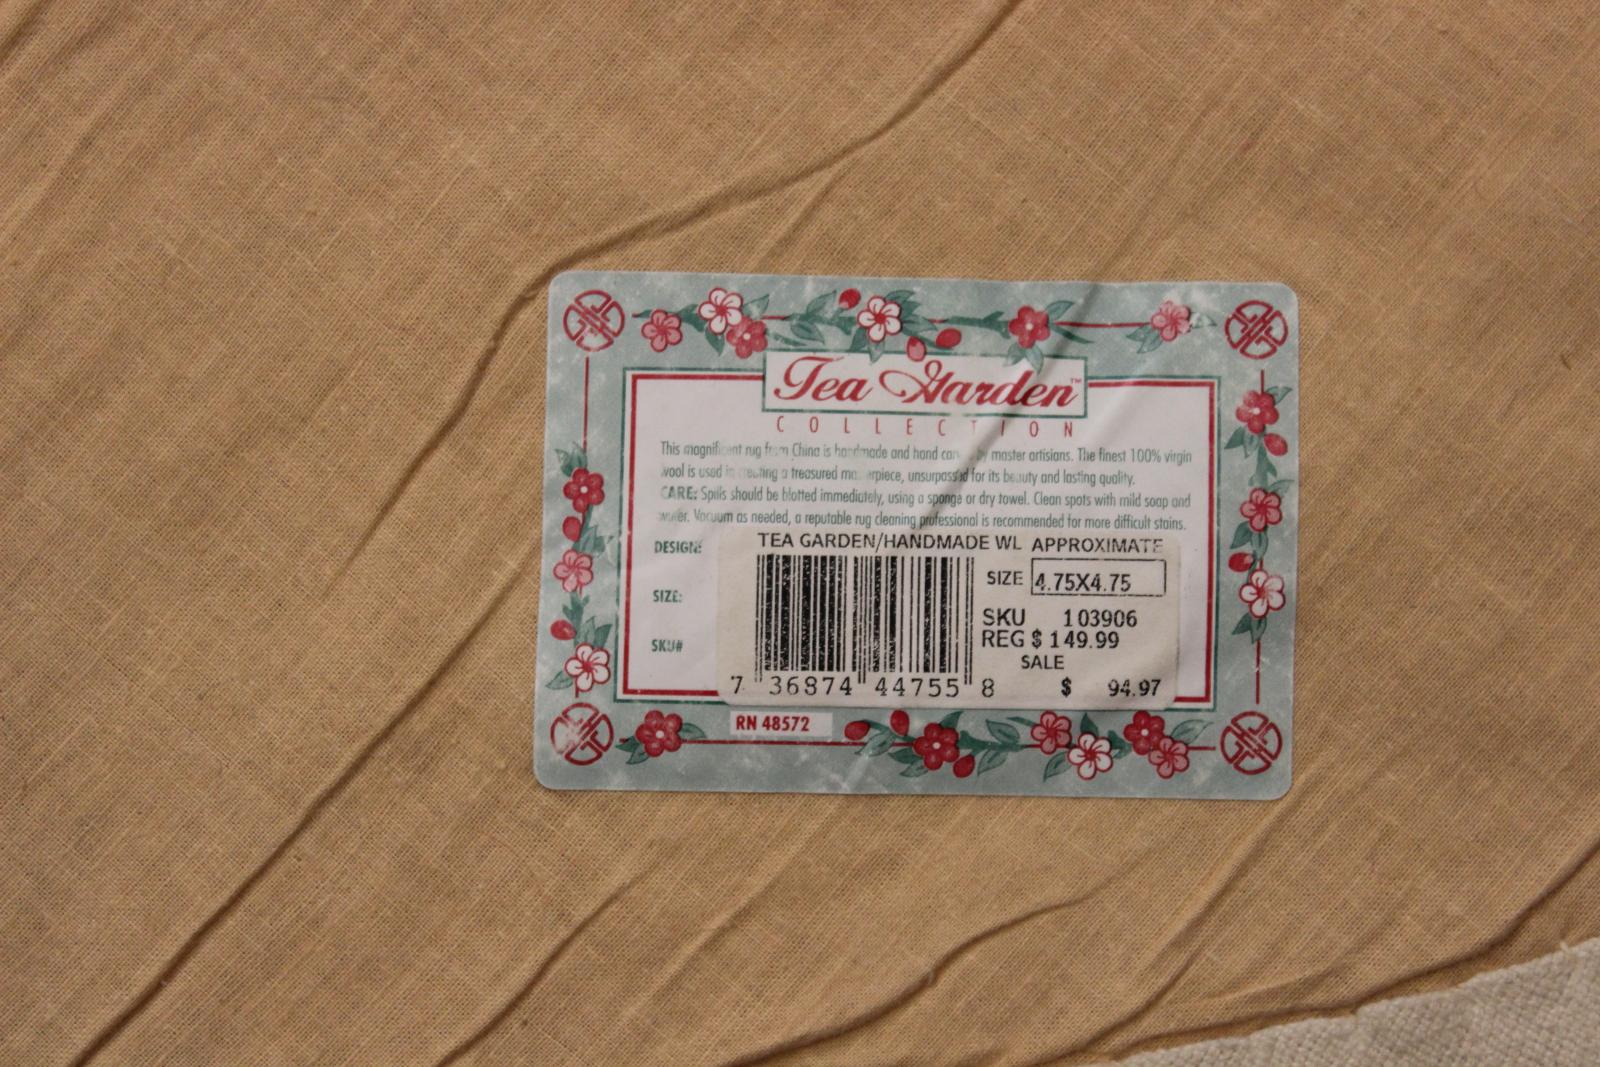 Tea Garden™
COLLECTION
This magnificent rug from China is handmade and hand car by master artisians. The finest 100% virgin
wool is used in creating a treasured masterpiece, unsurpassed for its beauty and lasting quality.
CARE: Spills should be blotted immediately, using a sponge or dry towel. Clean spots with mild soap and
water. Vacuum as needed, a reputable rug cleaning professional is recommended for more difficult stains.
DESIGN:
TEA GARDEN/HANDMADE WL APPROXIMATE
SIZE 4.75X4.75
SIZE:
SKU 103906
REG $ 149.99
SKU#
SALE
$ 94.97
7 36874 44755 8
RN 48572